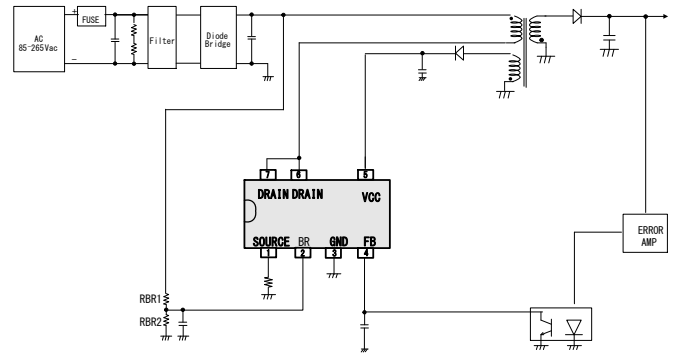 AC
85-265Vac
+
-
FUSE
Filter
Diode
Bridge
7
6
5
DRAIN DRAIN
VCC
SOURCE BR GND FB
1
2
3
4
RBR1
RBR2
ERROR
AMP